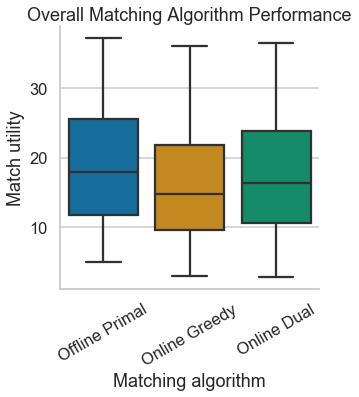 Overall Matching Algorithm Performance
30
20
10
Match utility
Offline Primal
Online Greedy
Online Dual
Matching algorithm